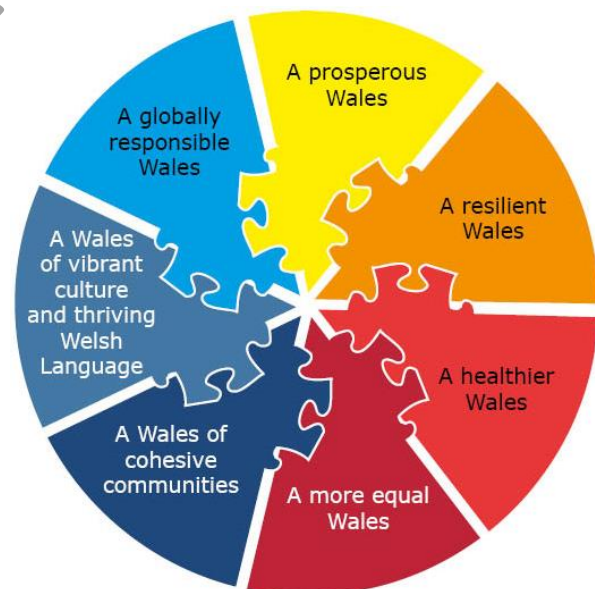 A prosperous
Wales
A resilient
Wales
A healthier
Wales
A more equal
Wales
A Wales of
cohesive
communities
A Wales
of vibrant
culture
and thriving
Welsh
Language
A globally
responsible
Wales